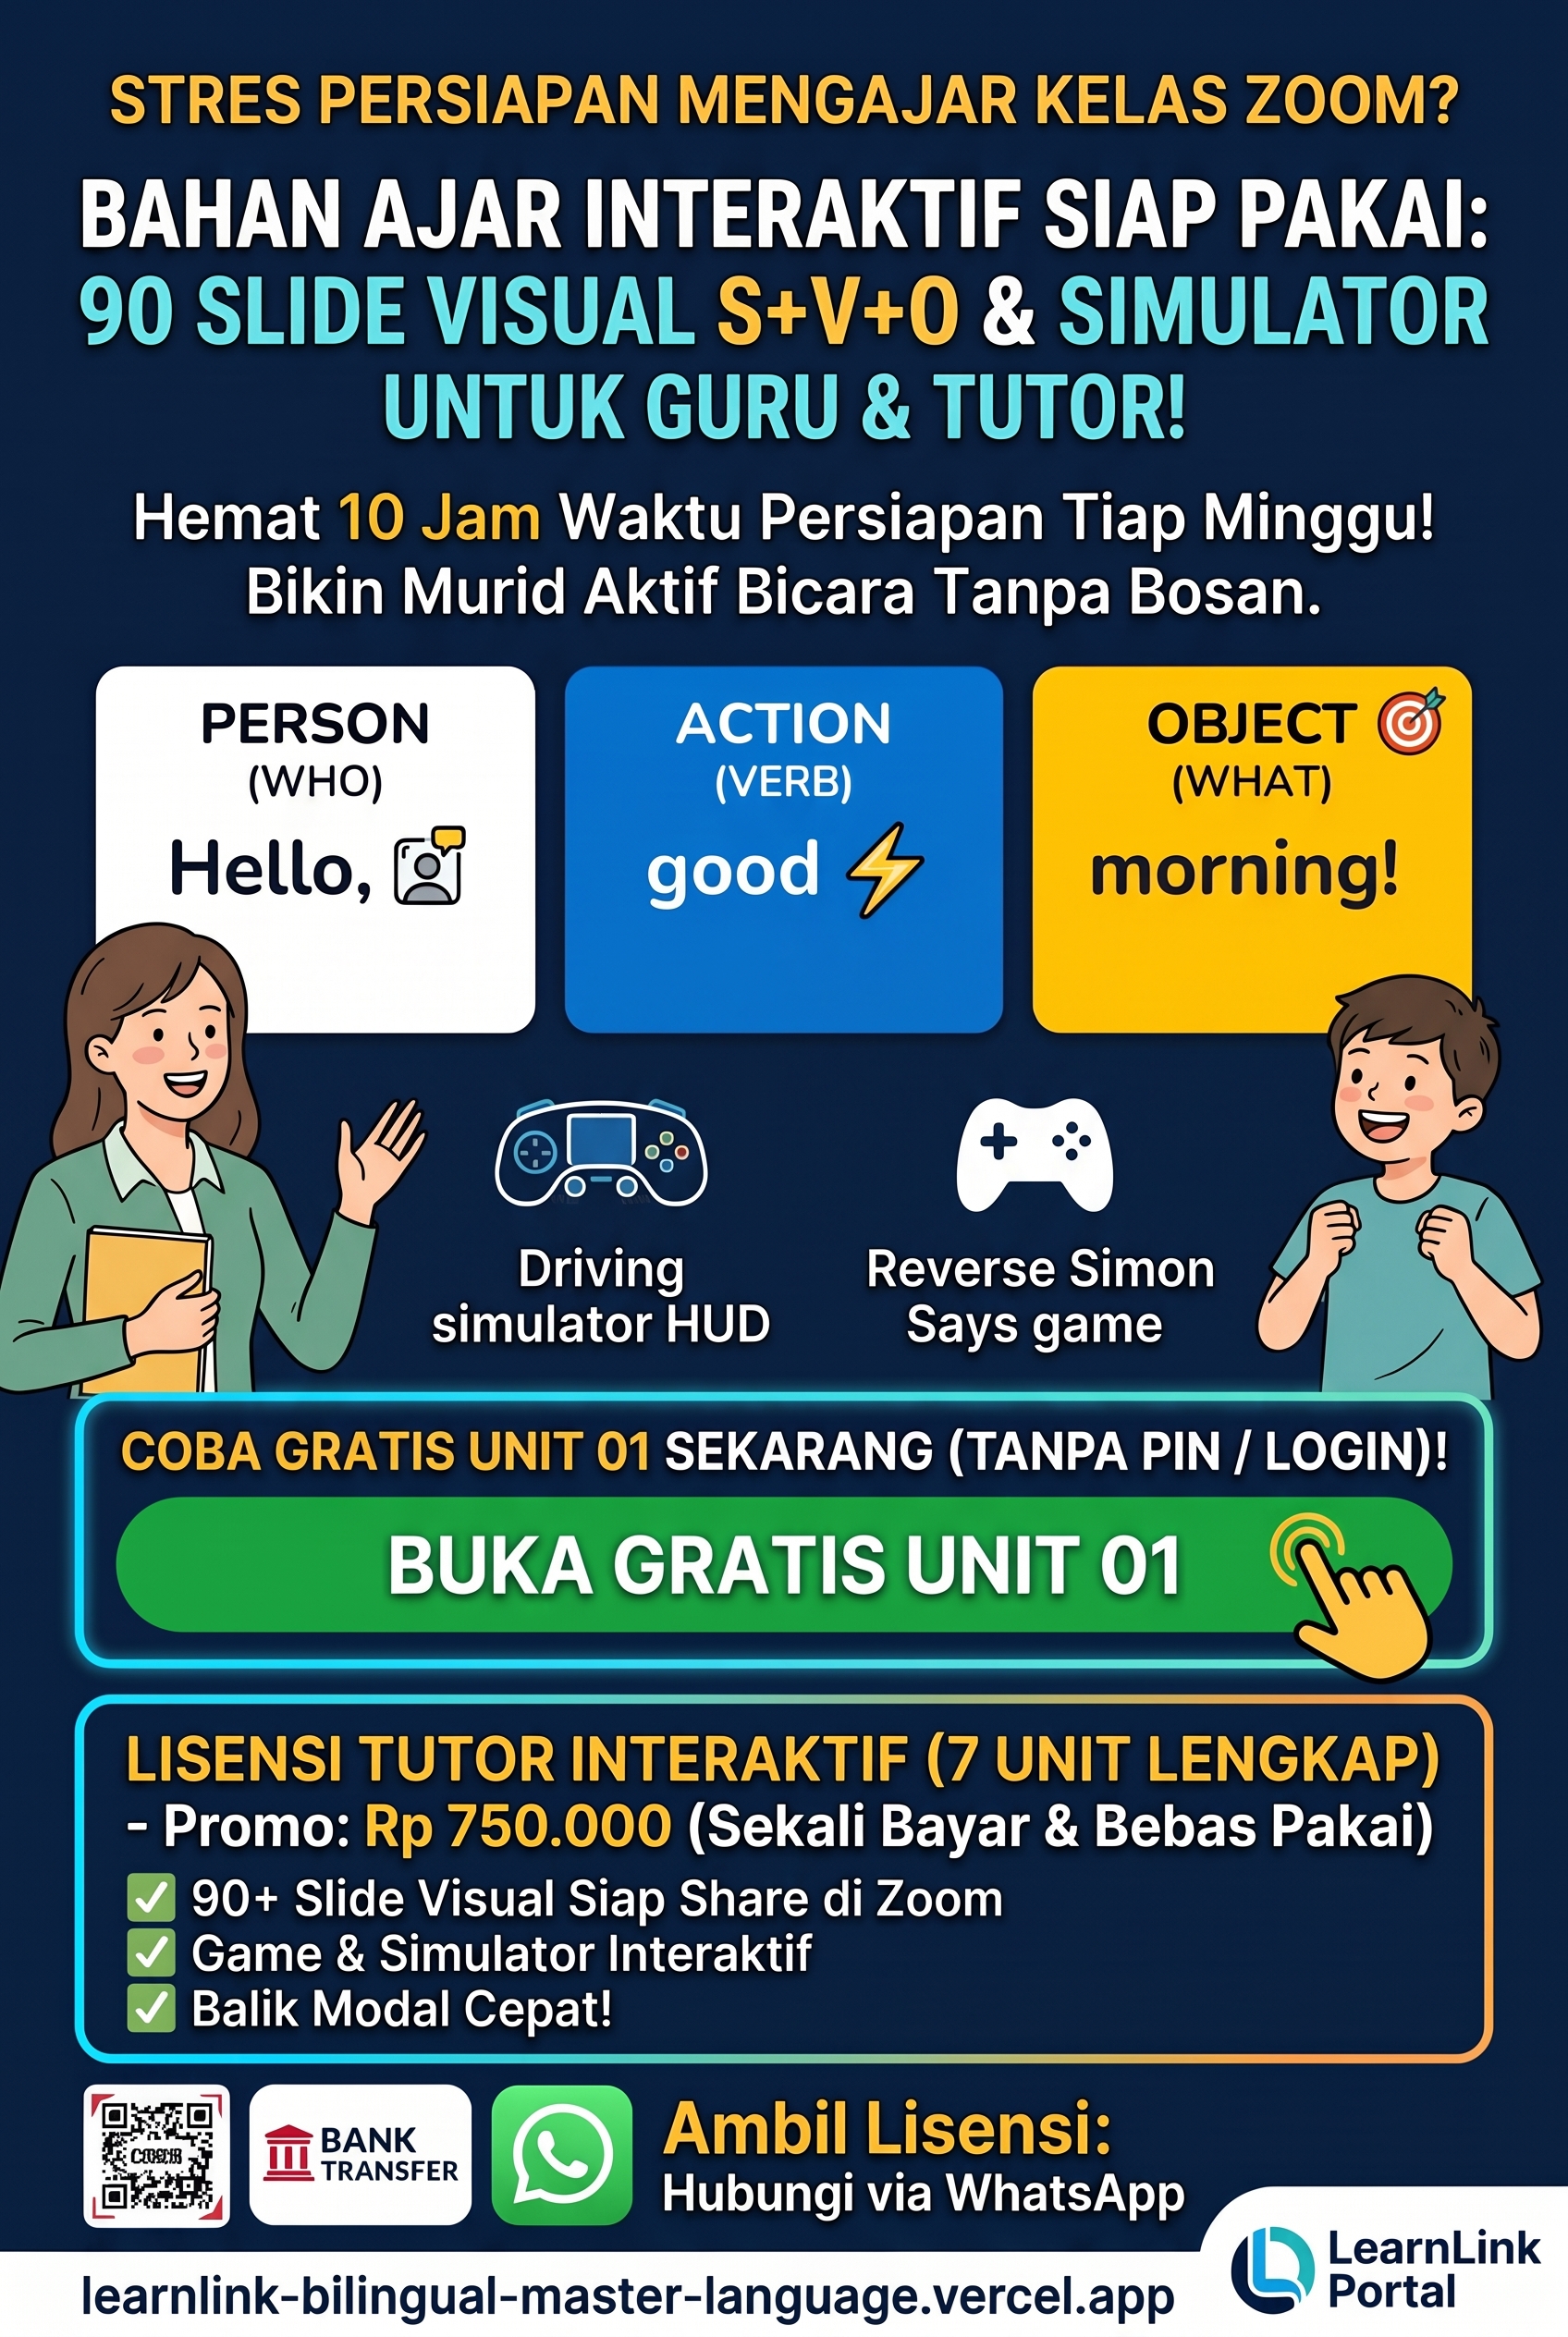 STRES PERSIAPAN MENGAJAR KELAS ZOOM?
BAHAN AJAR INTERAKTIF SIAP PAKAI:
90 SLIDE VISUAL S+V+O & SIMULATOR
UNTUK GURU & TUTOR!
Hemat 10 Jam Waktu Persiapan Tiap Minggu!
Bikin Murid Aktif Bicara Tanpa Bosan.
PERSON
(WHO)
Hello,
ACTION
(VERB)
good
OBJECT
(WHAT)
morning!
Driving
simulator HUD
Reverse Simon
Says game
COBA GRATIS UNIT 01 SEKARANG (TANPA PIN / LOGIN)!
BUKA GRATIS UNIT 01
LISENSI TUTOR INTERAKTIF (7 UNIT LENGKAP)
- Promo: Rp 750.000 (Sekali Bayar & Bebas Pakai)
90+ Slide Visual Siap Share di Zoom
Game & Simulator Interaktif
Balik Modal Cepat!
BANK
TRANSFER
Ambil Lisensi:
Hubungi via WhatsApp
learnlink-bilingual-master-language.vercel.app
LearnLink
Portal